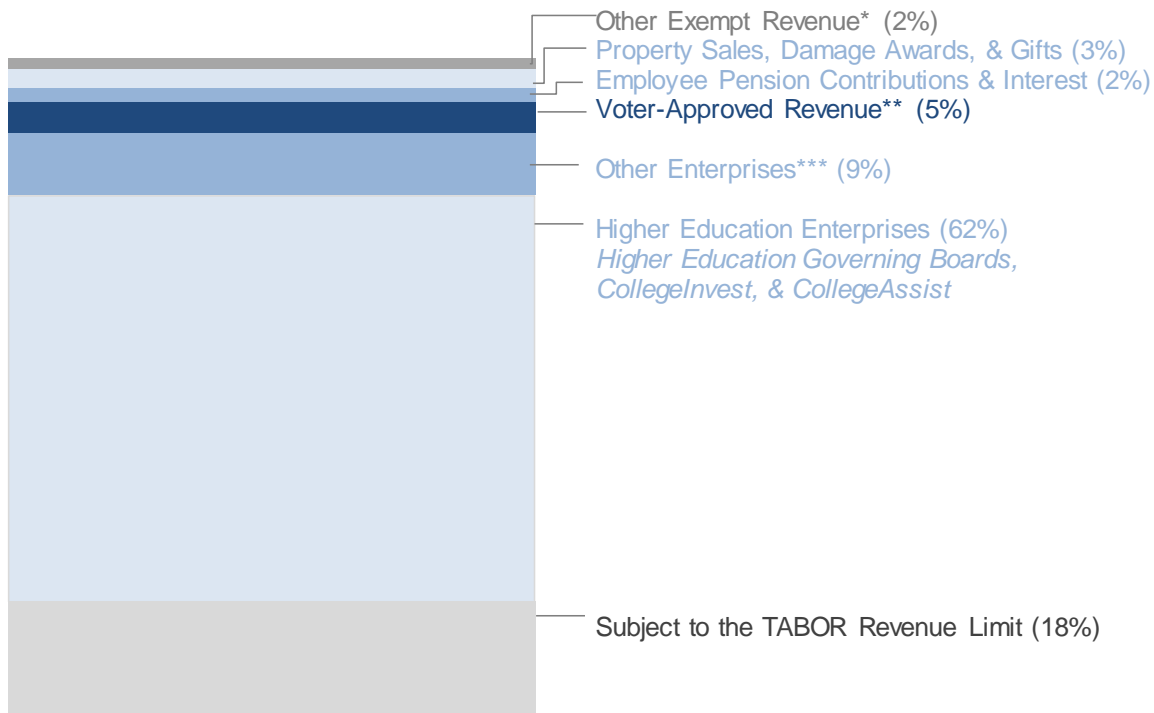 Other Exempt Revenue* (2%)
Property Sales, Damage Awards, & Gifts (3%)
Employee Pension Contributions & Interest (2%)
Voter-Approved Revenue** (5%)
Other Enterprises*** (9%)
Higher Education Enterprises (62%)
Higher Education Governing Boards,
CollegeInvest, & CollegeAssist
Subject to the TABOR Revenue Limit (18%)